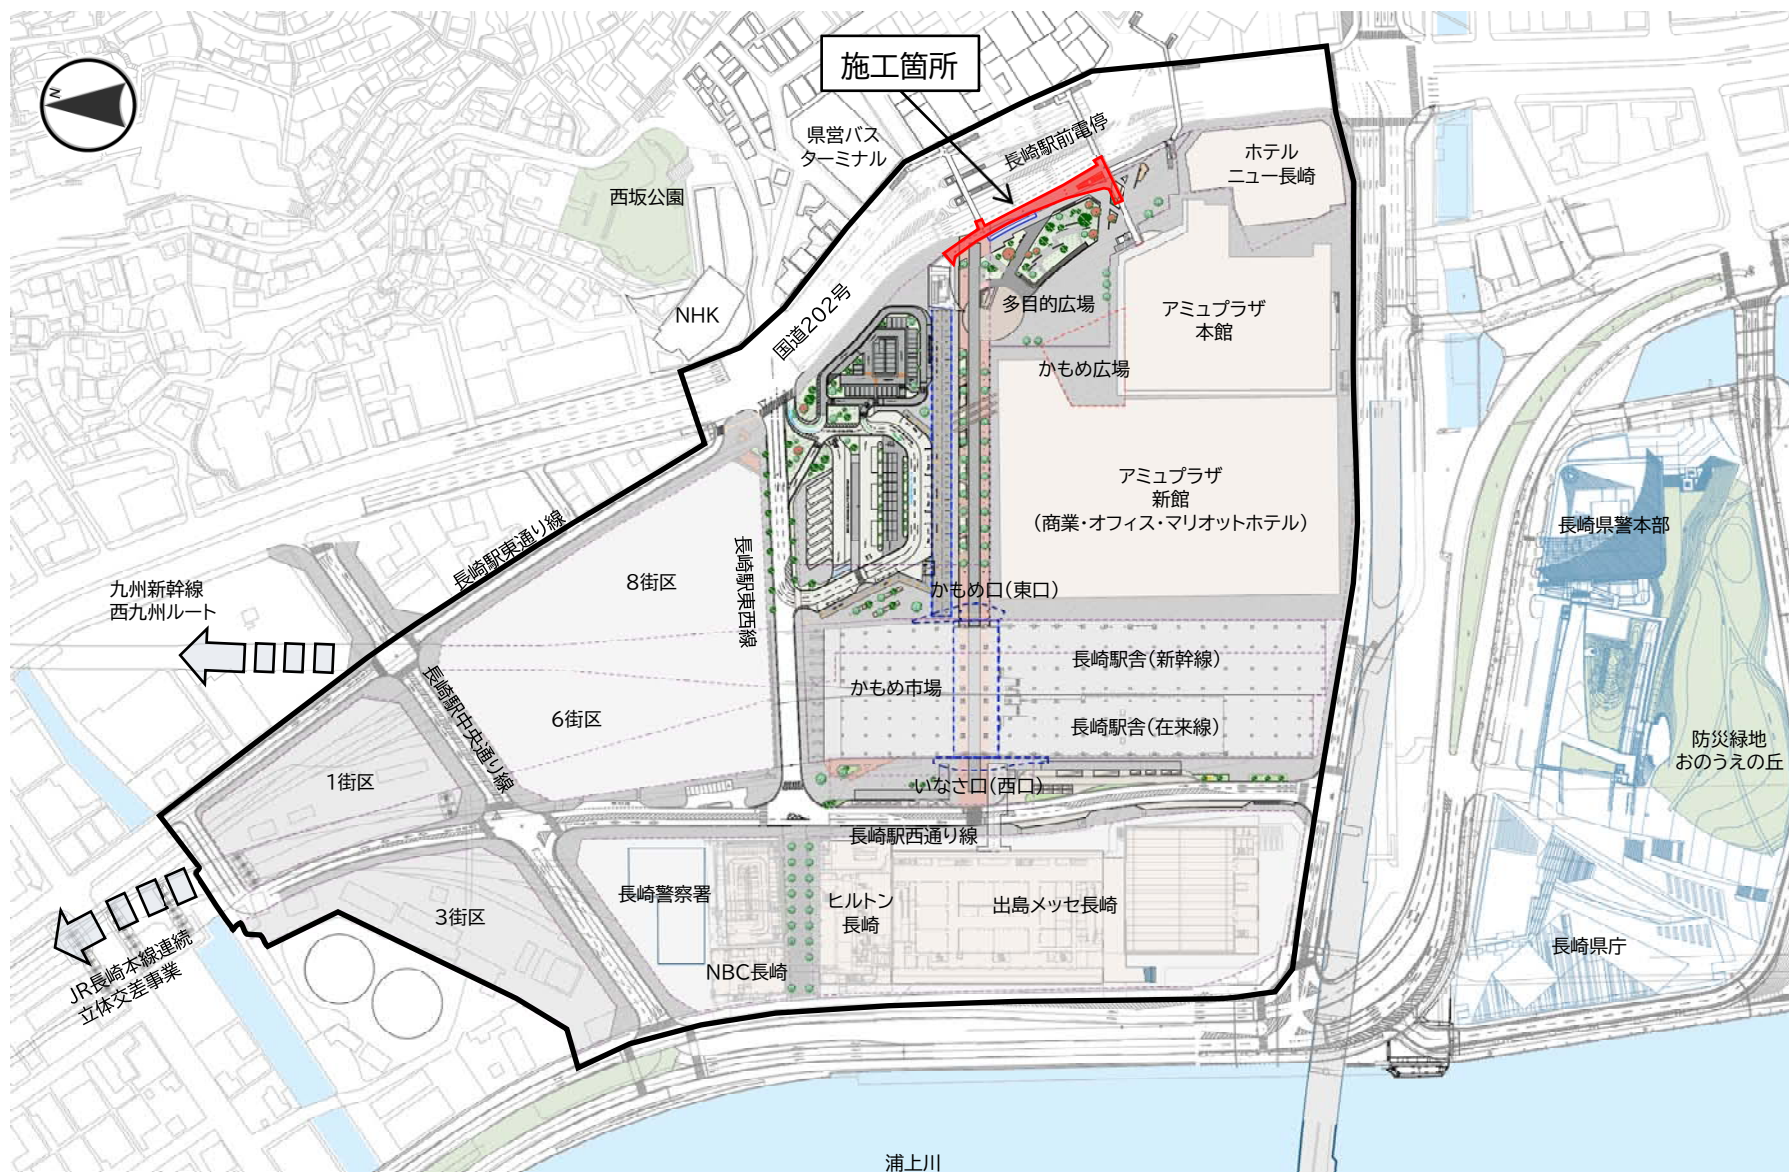 施工箇所
N
県営バス
ターミナル
長崎駅前電停
ホテル
ニュー長崎
西坂公園
NHK
国道202号
多目的広場
アミュプラザ
本館
かもめ広場
アミュプラザ
新館
(商業・オフィス・マリオットホテル)
長崎県警本部
長崎駅東通り線
九州新幹線
西九州ルート
8街区
長崎駅東西線
かもめ口(東口)
長崎駅舎(新幹線)
かもめ市場
長崎駅中央通り線
6街区
長崎駅舎(在来線)
防災緑地
おのうえの丘
1街区
いなさ口(西口)
長崎駅西通り線
長崎警察署
ヒルトン
長崎
出島メッセ長崎
3街区
JR長崎本線連続
立体交差事業
NBC長崎
長崎県庁
浦上川